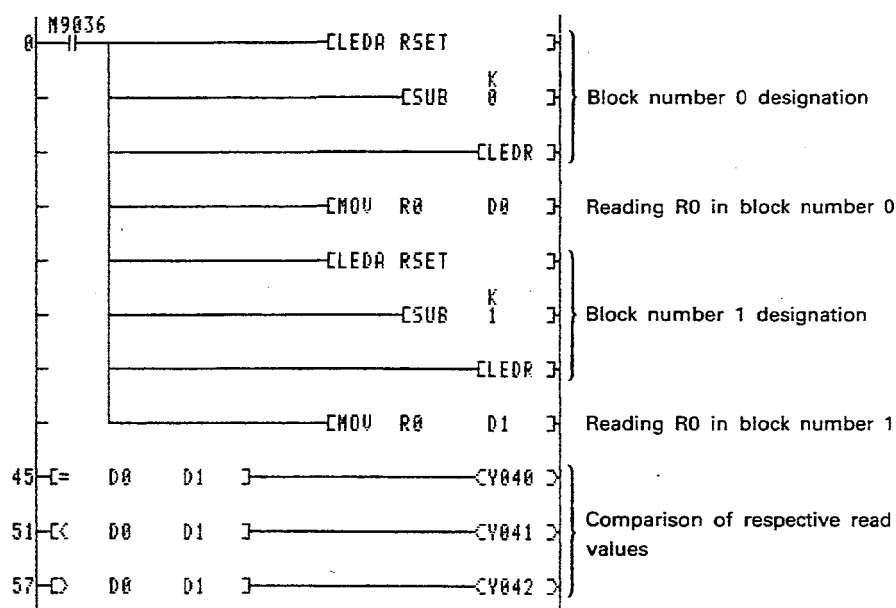 M9036
0 [LEDA RSET ]
[SUB K 0 ] Block number 0 designation
[LEDR ]
[MOV R0 D0 ] Reading R0 in block number 0
[LEDA RSET ]
[SUB K 1 ] Block number 1 designation
[LEDR ]
[MOV R0 D1 ] Reading R0 in block number 1
45 [= D0 D1 ] <Y040 >
51 [< D0 D1 ] <Y041 > Comparison of respective read
values
57 [> D0 D1 ] <Y042 >